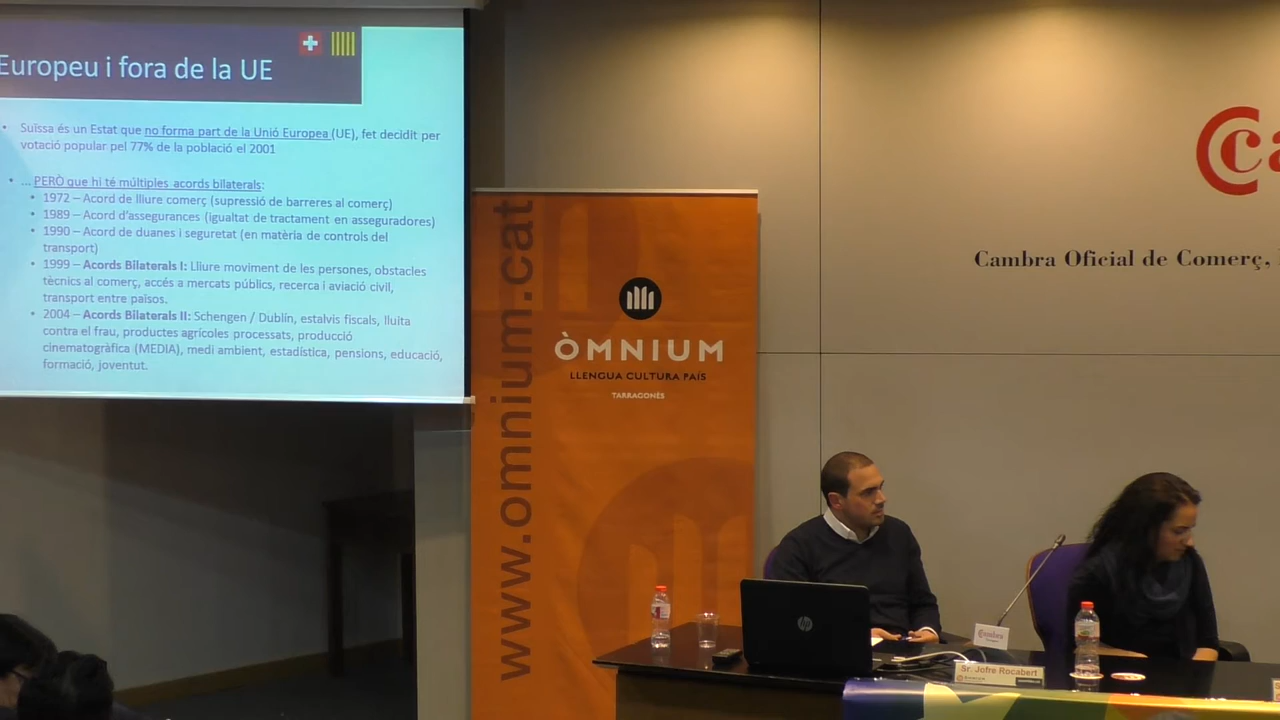 Europeu i fora de la UE
• Suïssa és un Estat que no forma part de la Unió Europea (UE), fet decidit per
votació popular pel 77% de la població el 2001
• ... PERÒ que hi té múltiples acords bilaterals:
• 1972 – Acord de lliure comerç (supressió de barreres al comerç)
• 1989 – Acord d'assegurances (igualtat de tractament en asseguradores)
• 1990 – Acord de duanes i seguretat (en matèria de controls del
transport)
• 1999 – Acords Bilaterals I: Lliure moviment de les persones, obstacles
tècnics al comerç, accés a mercats públics, recerca i aviació civil,
transport entre països.
• 2004 – Acords Bilaterals II: Schengen / Dublín, estalvis fiscals, lluita
contra el frau, productes agrícoles processats, producció
cinematogràfica (MEDIA), medi ambient, estadística, pensions, educació,
formació, joventut.
www.omnium.cat
ÒMNIUM
LLENGUA CULTURA PAÍS
TARRAGONÈS
Ca
Cambra Oficial de Comerç,
hp
Cambra
Sr. Jofre Rocabert